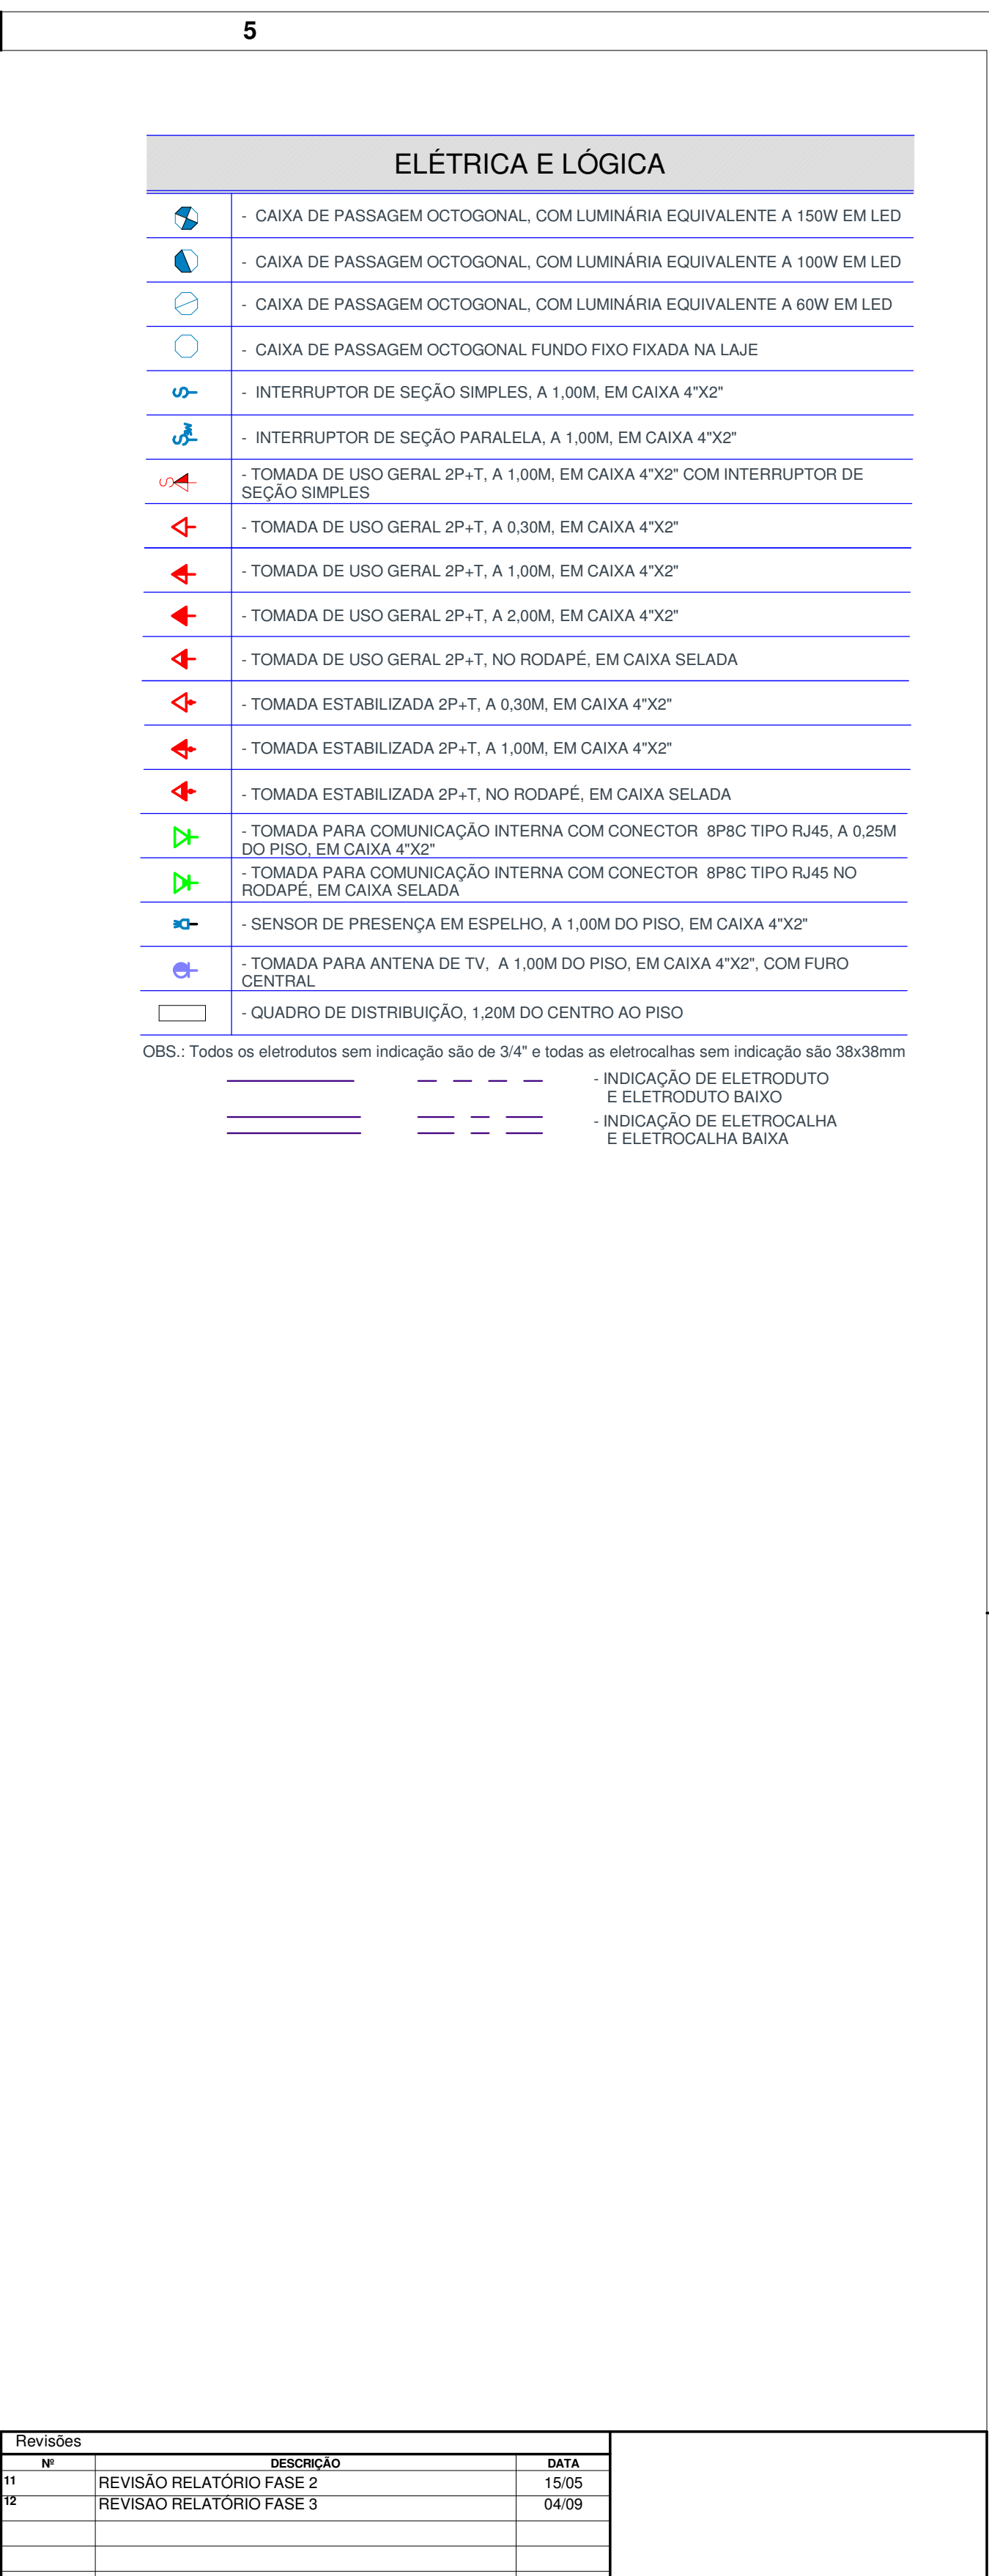 5
ELÉTRICA E LÓGICA
- CAIXA DE PASSAGEM OCTOGONAL, COM LUMINÁRIA EQUIVALENTE A 150W EM LED
- CAIXA DE PASSAGEM OCTOGONAL, COM LUMINÁRIA EQUIVALENTE A 100W EM LED
- CAIXA DE PASSAGEM OCTOGONAL, COM LUMINÁRIA EQUIVALENTE A 60W EM LED
- CAIXA DE PASSAGEM OCTOGONAL FUNDO FIXO FIXADA NA LAJE
S
- INTERRUPTOR DE SEÇÃO SIMPLES, A 1,00M, EM CAIXA 4"X2"
S3w
- INTERRUPTOR DE SEÇÃO PARALELA, A 1,00M, EM CAIXA 4"X2"
S
- TOMADA DE USO GERAL 2P+T, A 1,00M, EM CAIXA 4"X2" COM INTERRUPTOR DE
SEÇÃO SIMPLES
- TOMADA DE USO GERAL 2P+T, A 0,30M, EM CAIXA 4"X2"
- TOMADA DE USO GERAL 2P+T, A 1,00M, EM CAIXA 4"X2"
- TOMADA DE USO GERAL 2P+T, A 2,00M, EM CAIXA 4"X2"
- TOMADA DE USO GERAL 2P+T, NO RODAPÉ, EM CAIXA SELADA
- TOMADA ESTABILIZADA 2P+T, A 0,30M, EM CAIXA 4"X2"
- TOMADA ESTABILIZADA 2P+T, A 1,00M, EM CAIXA 4"X2"
- TOMADA ESTABILIZADA 2P+T, NO RODAPÉ, EM CAIXA SELADA
- TOMADA PARA COMUNICAÇÃO INTERNA COM CONECTOR 8P8C TIPO RJ45, A 0,25M
DO PISO, EM CAIXA 4"X2"
- TOMADA PARA COMUNICAÇÃO INTERNA COM CONECTOR 8P8C TIPO RJ45 NO
RODAPÉ, EM CAIXA SELADA
- SENSOR DE PRESENÇA EM ESPELHO, A 1,00M DO PISO, EM CAIXA 4"X2"
- TOMADA PARA ANTENA DE TV, A 1,00M DO PISO, EM CAIXA 4"X2", COM FURO
CENTRAL
- QUADRO DE DISTRIBUIÇÃO, 1,20M DO CENTRO AO PISO
OBS.: Todos os eletrodutos sem indicação são de 3/4" e todas as eletrocalhas sem indicação são 38x38mm
- INDICAÇÃO DE ELETRODUTO
E ELETRODUTO BAIXO
- INDICAÇÃO DE ELETROCALHA
E ELETROCALHA BAIXA
Revisões
Nº DESCRIÇÃO DATA
11 REVISÃO RELATÓRIO FASE 2 15/05
12 REVISAO RELATÓRIO FASE 3 04/09